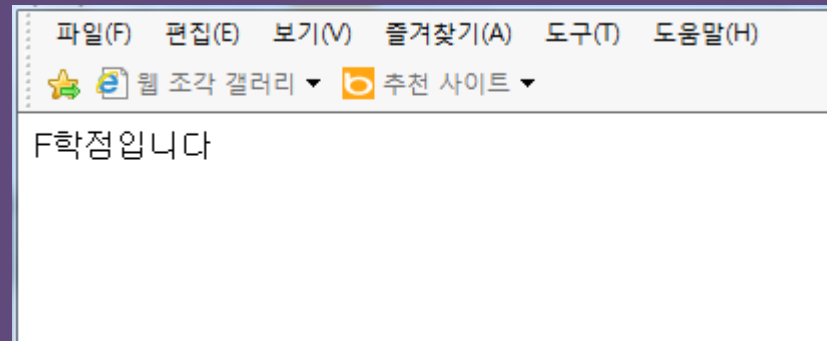 파일(F) 편집(E) 보기(V) 즐겨찾기(A) 도구(T) 도움말(H)
웹 조각 갤러리 추천 사이트
F학점입니다